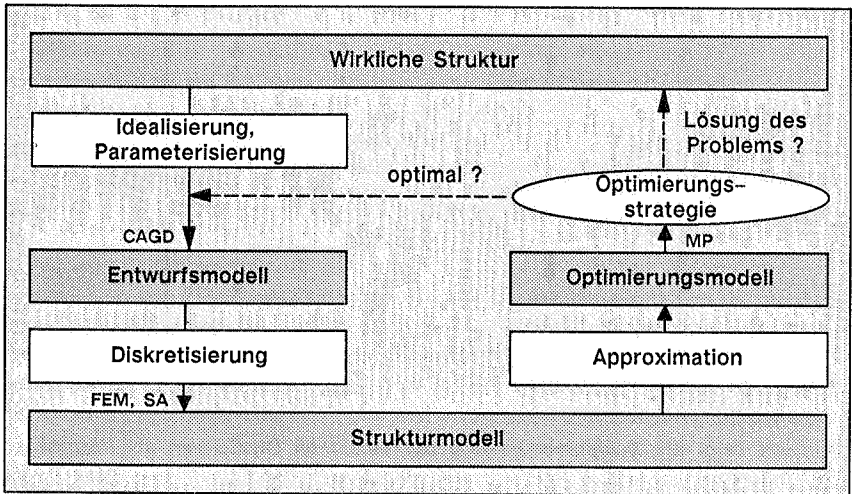 Wirkliche Struktur
Idealisierung,
Parameterisierung
Lösung des
Problems ?
optimal ?
Optimierungs-
strategie
CAGD
MP
Entwurfsmodell
Optimierungsmodell
Diskretisierung
Approximation
FEM, SA
Strukturmodell